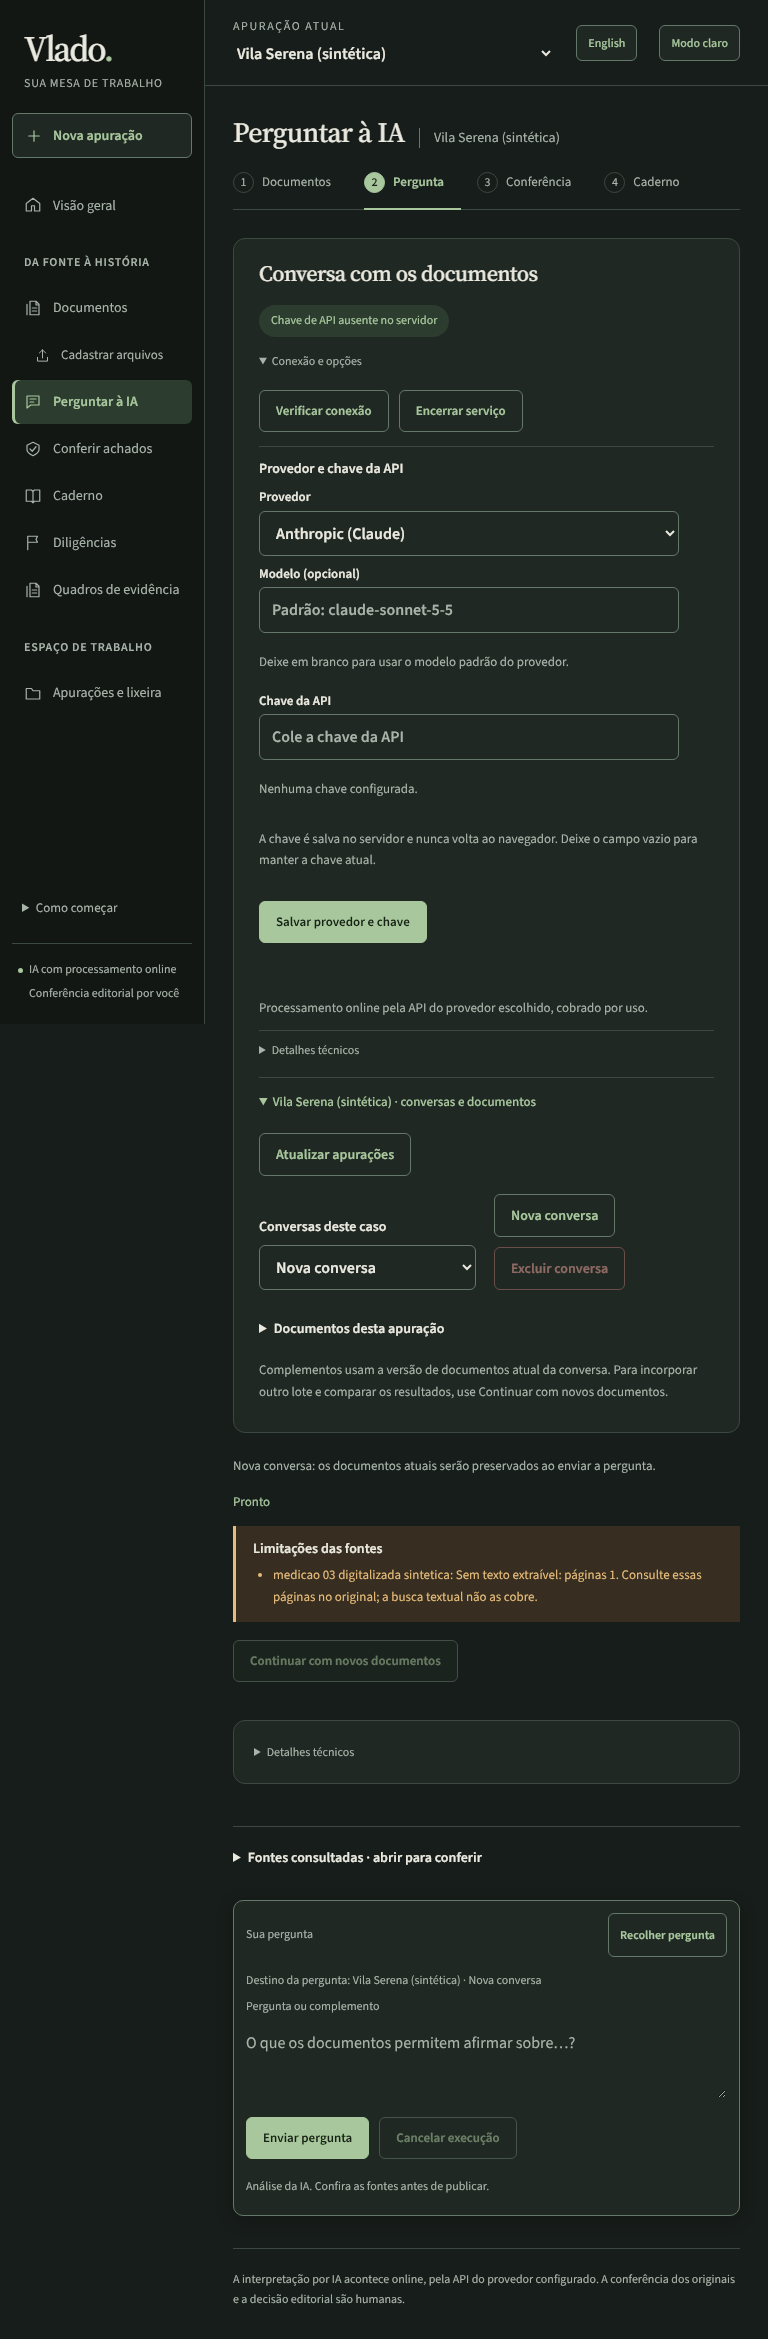 Vlado.
SUA MESA DE TRABALHO
Nova apuração
Visão geral
DA FONTE À HISTÓRIA
Documentos
Cadastrar arquivos
Perguntar à IA
Conferir achados
Caderno
Diligências
Quadros de evidência
ESPAÇO DE TRABALHO
Apurações e lixeira
Como começar
IA com processamento online
Conferência editorial por você
APURAÇÃO ATUAL
Vila Serena (sintética)
English
Modo claro
Perguntar à IA
Vila Serena (sintética)
1 Documentos
2 Pergunta
3 Conferência
4 Caderno
Conversa com os documentos
Chave de API ausente no servidor
Conexão e opções
Verificar conexão
Encerrar serviço
Provedor e chave da API
Provedor
Anthropic (Claude)
Modelo (opcional)
Padrão: claude-sonnet-5-5
Deixe em branco para usar o modelo padrão do provedor.
Chave da API
Cole a chave da API
Nenhuma chave configurada.
A chave é salva no servidor e nunca volta ao navegador. Deixe o campo vazio para
manter a chave atual.
Salvar provedor e chave
Processamento online pela API do provedor escolhido, cobrado por uso.
Detalhes técnicos
Vila Serena (sintética) · conversas e documentos
Atualizar apurações
Conversas deste caso
Nova conversa
Nova conversa
Excluir conversa
Documentos desta apuração
Complementos usam a versão de documentos atual da conversa. Para incorporar
outro lote e comparar os resultados, use Continuar com novos documentos.
Nova conversa: os documentos atuais serão preservados ao enviar a pergunta.
Pronto
Limitações das fontes
• medicao 03 digitalizada sintetica: Sem texto extraível: páginas 1. Consulte essas
páginas no original; a busca textual não as cobre.
Continuar com novos documentos
Detalhes técnicos
Fontes consultadas · abrir para conferir
Sua pergunta
Recolher pergunta
Destino da pergunta: Vila Serena (sintética) · Nova conversa
Pergunta ou complemento
O que os documentos permitem afirmar sobre…?
Enviar pergunta
Cancelar execução
Análise da IA. Confira as fontes antes de publicar.
A interpretação por IA acontece online, pela API do provedor configurado. A conferência dos originais
e a decisão editorial são humanas.